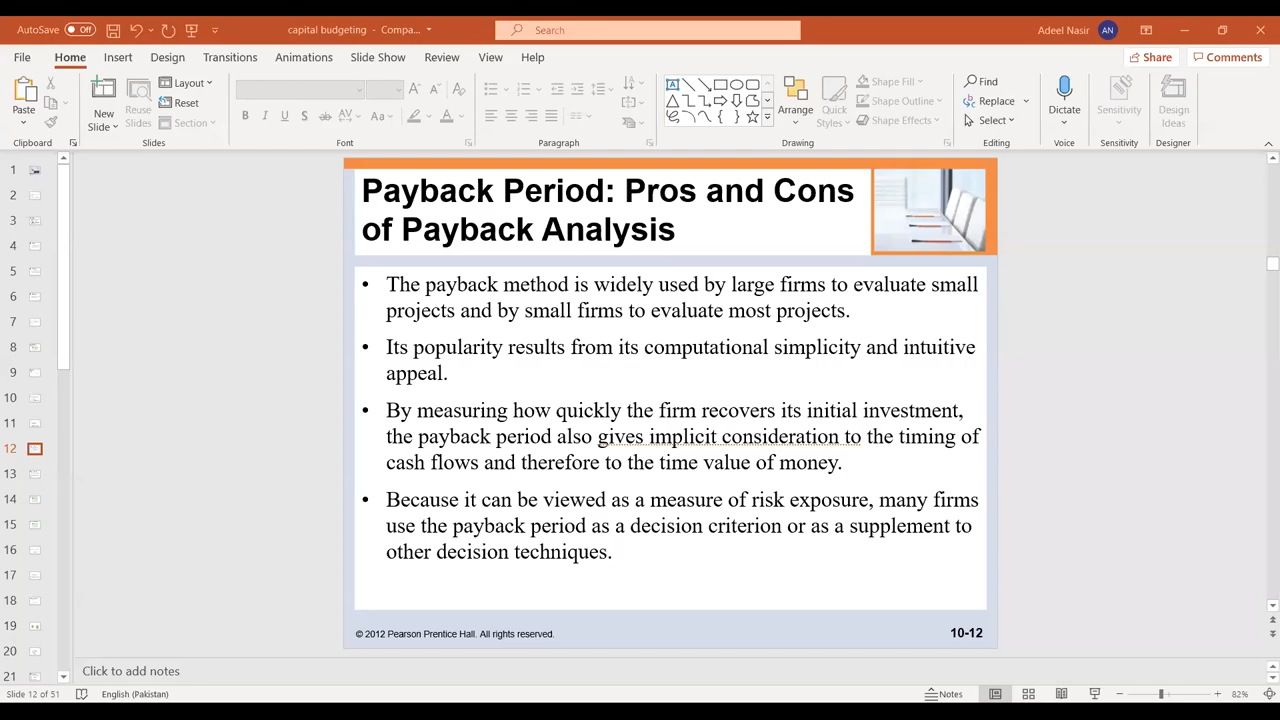 AutoSave Off capital budgeting - Compa... Search Adeel Nasir AN
File Home Insert Design Transitions Animations Slide Show Review View Help Share Comments
Paste New Slide Reuse Slides Layout Reset Section
B U S ab AV Aa A A A
Arrange Quick Styles Shape Fill Shape Outline Shape Effects
Find Replace Select Dictate Sensitivity Design Ideas
Clipboard Slides Font Paragraph Drawing Editing Voice Sensitivity Designer
1
2
3
4
5
6
7
8
9
10
11
12
13
14
15
16
17
18
19
20
21
Payback Period: Pros and Cons
of Payback Analysis
• The payback method is widely used by large firms to evaluate small
projects and by small firms to evaluate most projects.
• Its popularity results from its computational simplicity and intuitive
appeal.
• By measuring how quickly the firm recovers its initial investment,
the payback period also gives implicit consideration to the timing of
cash flows and therefore to the time value of money.
• Because it can be viewed as a measure of risk exposure, many firms
use the payback period as a decision criterion or as a supplement to
other decision techniques.
© 2012 Pearson Prentice Hall. All rights reserved. 10-12
Click to add notes
Slide 12 of 51 English (Pakistan) Notes 82%